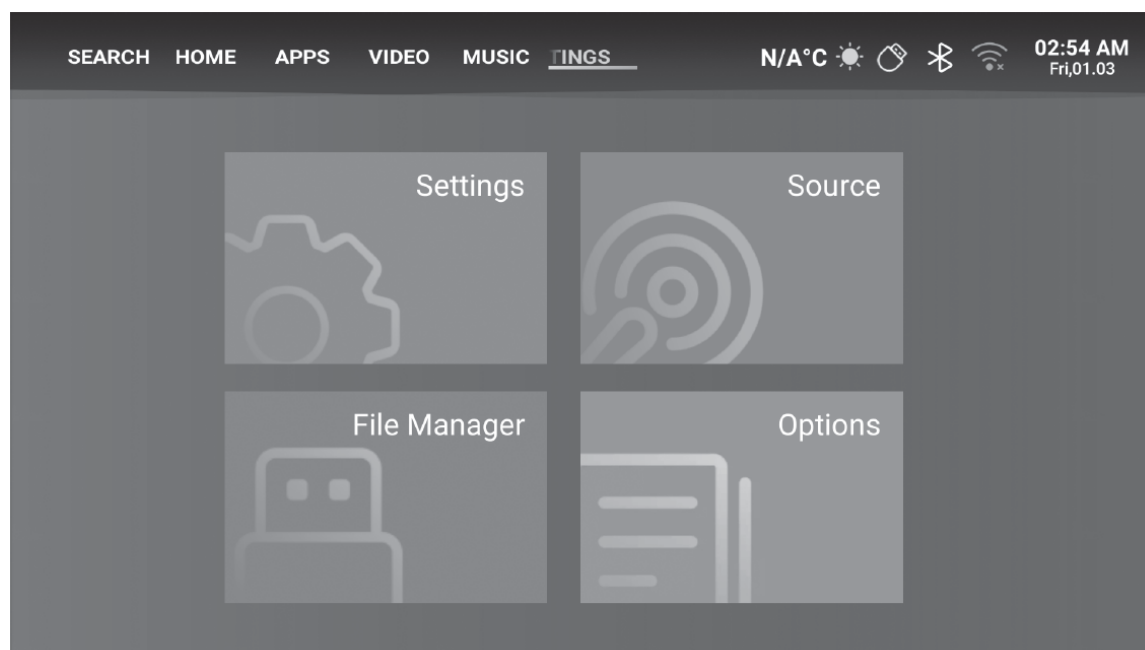 SEARCH HOME APPS VIDEO MUSIC TINGS N/A°C 02:54 AM
Fri,01.03
Settings Source
File Manager Options